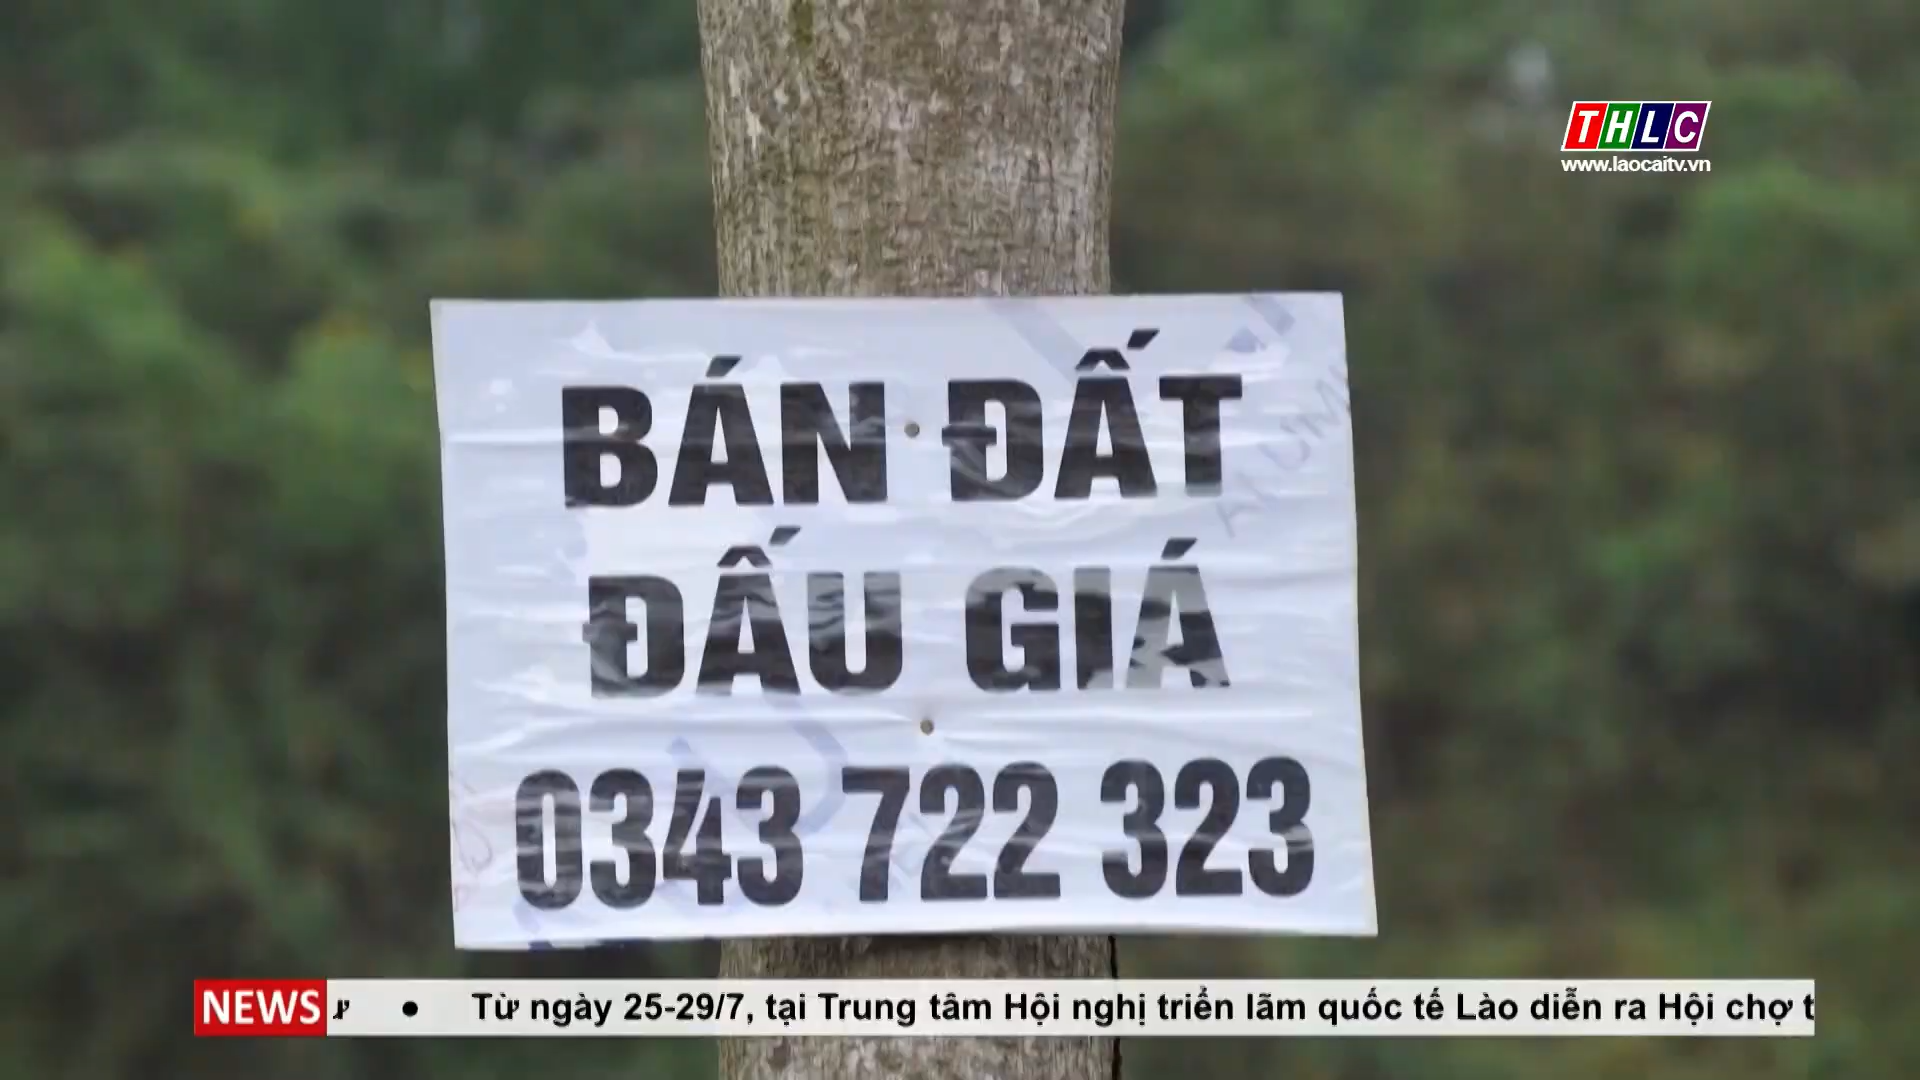 THLC
www.laocaitv.vn
BÁN ĐẤT
ĐẤU GIÁ
0343 722 323
NEWS
• Từ ngày 25-29/7, tại Trung tâm Hội nghị triển lãm quốc tế Lào diễn ra Hội chợ t